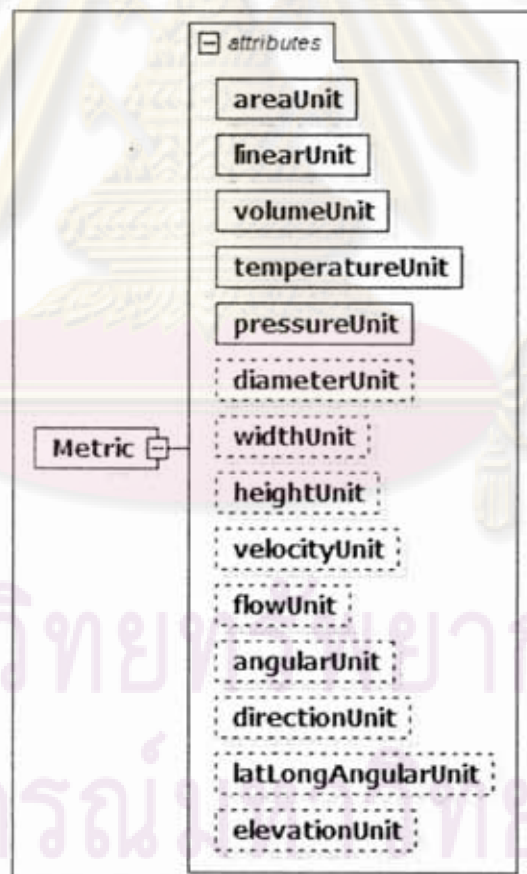 attributes
areaUnit
linearUnit
volumeUnit
temperatureUnit
pressureUnit
diameterUnit
Metric
widthUnit
heightUnit
velocityUnit
flowUnit
angularUnit
directionUnit
latLongAngularUnit
elevationUnit